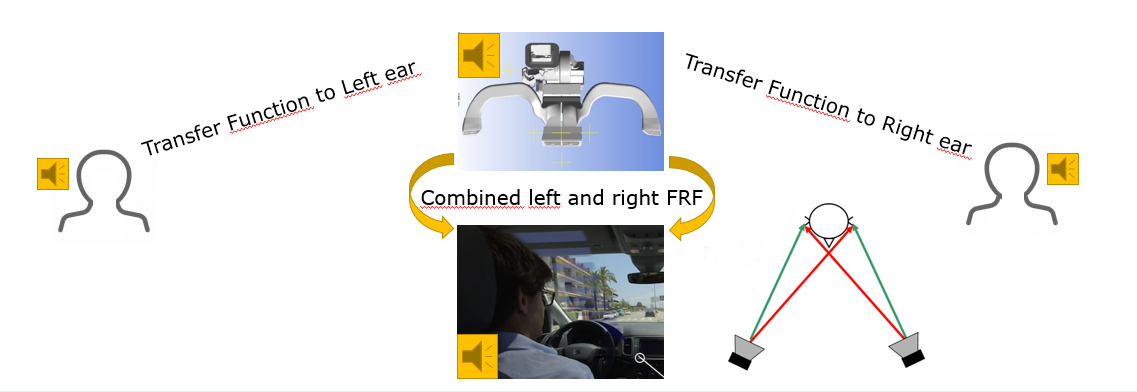 Transfer Function to Left ear
Transfer Function to Right ear
Combined left and right FRF